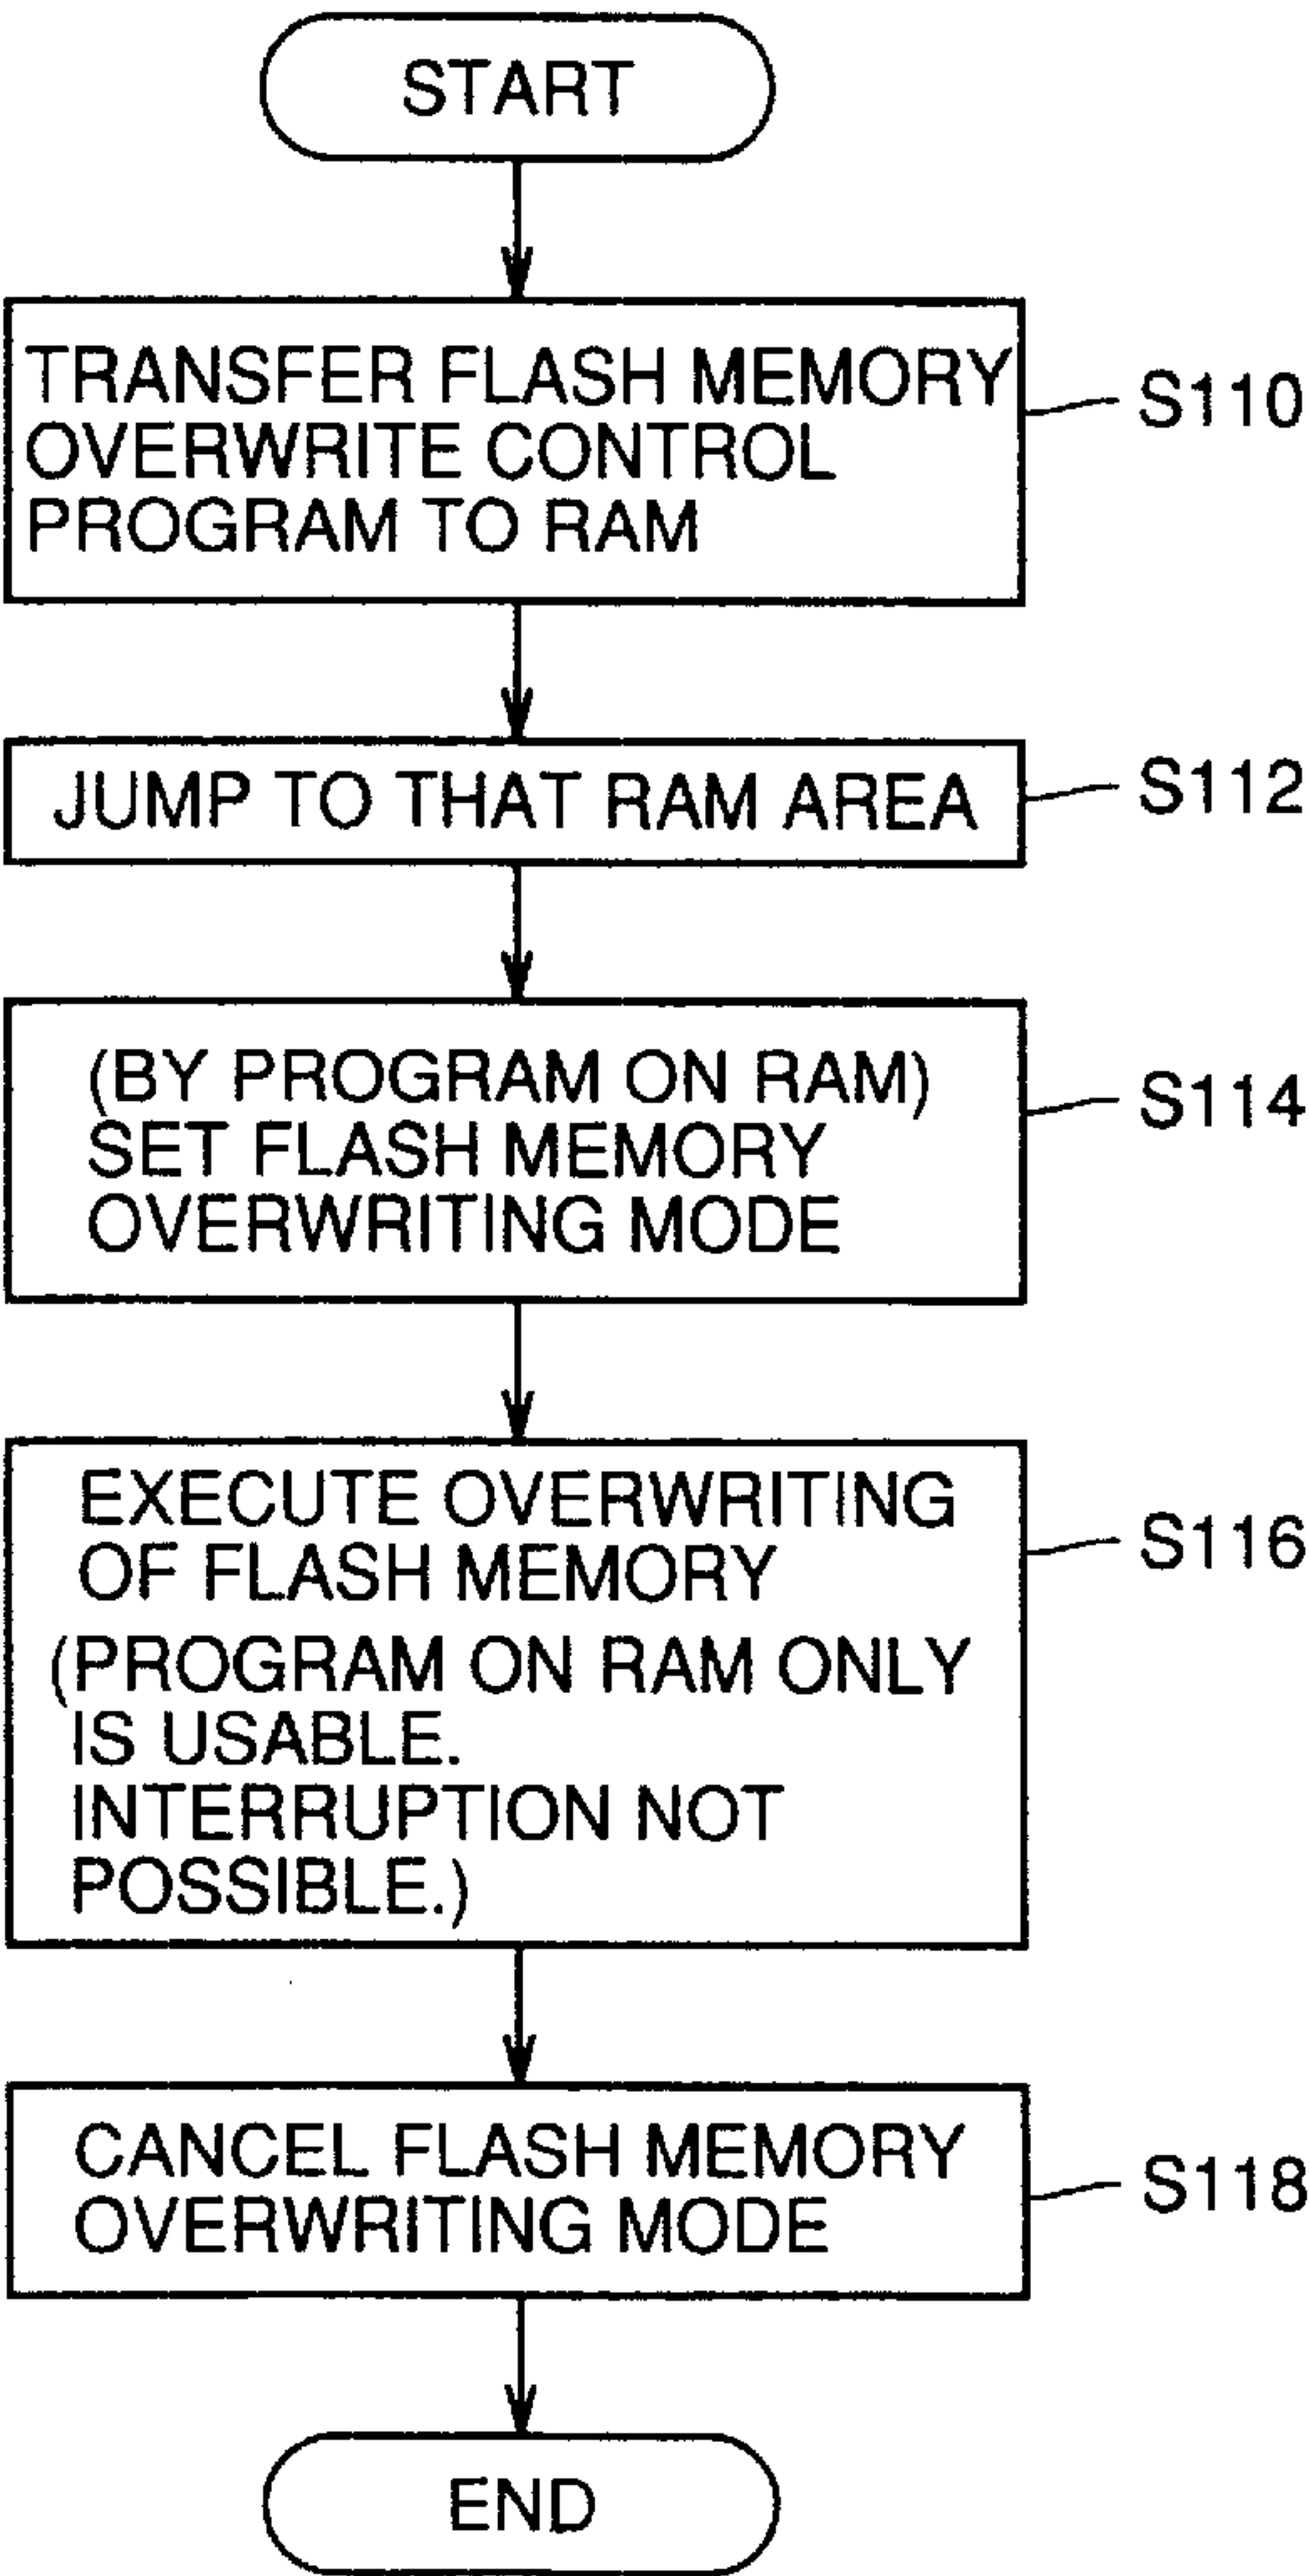 START
TRANSFER FLASH MEMORY
OVERWRITE CONTROL
PROGRAM TO RAM
S110
JUMP TO THAT RAM AREA
S112
(BY PROGRAM ON RAM)
SET FLASH MEMORY
OVERWRITING MODE
S114
EXECUTE OVERWRITING
OF FLASH MEMORY
(PROGRAM ON RAM ONLY
IS USABLE.
INTERRUPTION NOT
POSSIBLE.)
S116
CANCEL FLASH MEMORY
OVERWRITING MODE
S118
END